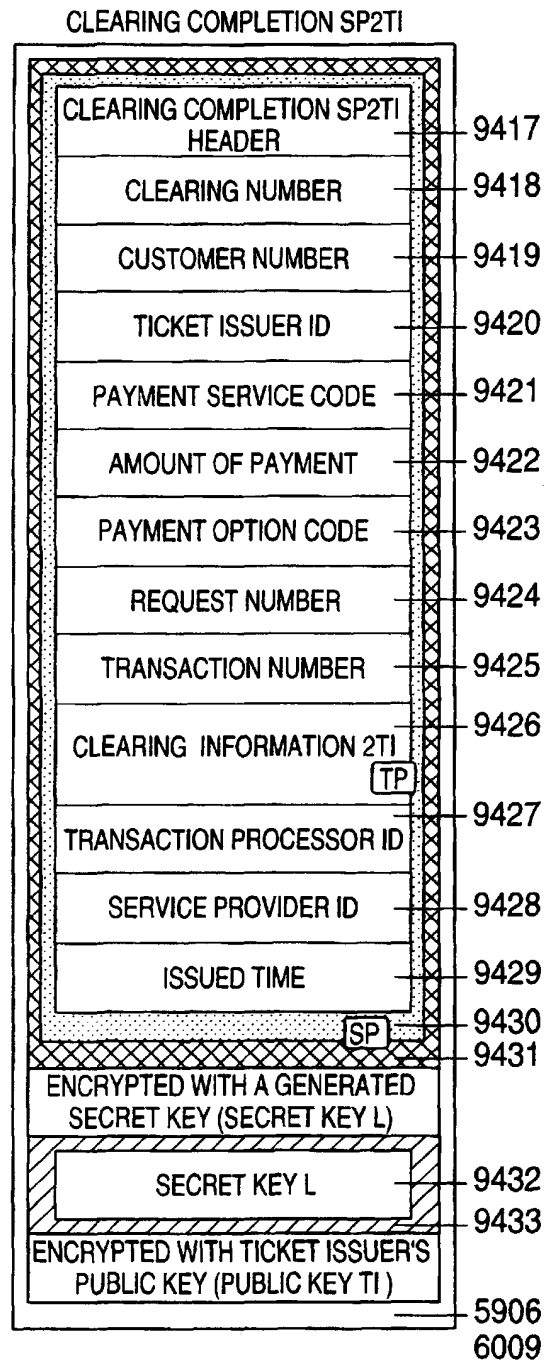 CLEARING COMPLETION SP2TI
CLEARING COMPLETION SP2TI
HEADER
9417
CLEARING NUMBER
9418
CUSTOMER NUMBER
9419
TICKET ISSUER ID
9420
PAYMENT SERVICE CODE
9421
AMOUNT OF PAYMENT
9422
PAYMENT OPTION CODE
9423
REQUEST NUMBER
9424
TRANSACTION NUMBER
9425
9426
CLEARING INFORMATION 2TI
TP
9427
TRANSACTION PROCESSOR ID
SERVICE PROVIDER ID
9428
ISSUED TIME
9429
SP
9430
9431
ENCRYPTED WITH A GENERATED
SECRET KEY (SECRET KEY L)
SECRET KEY L
9432
9433
ENCRYPTED WITH TICKET ISSUER'S
PUBLIC KEY (PUBLIC KEY TI )
5906
6009